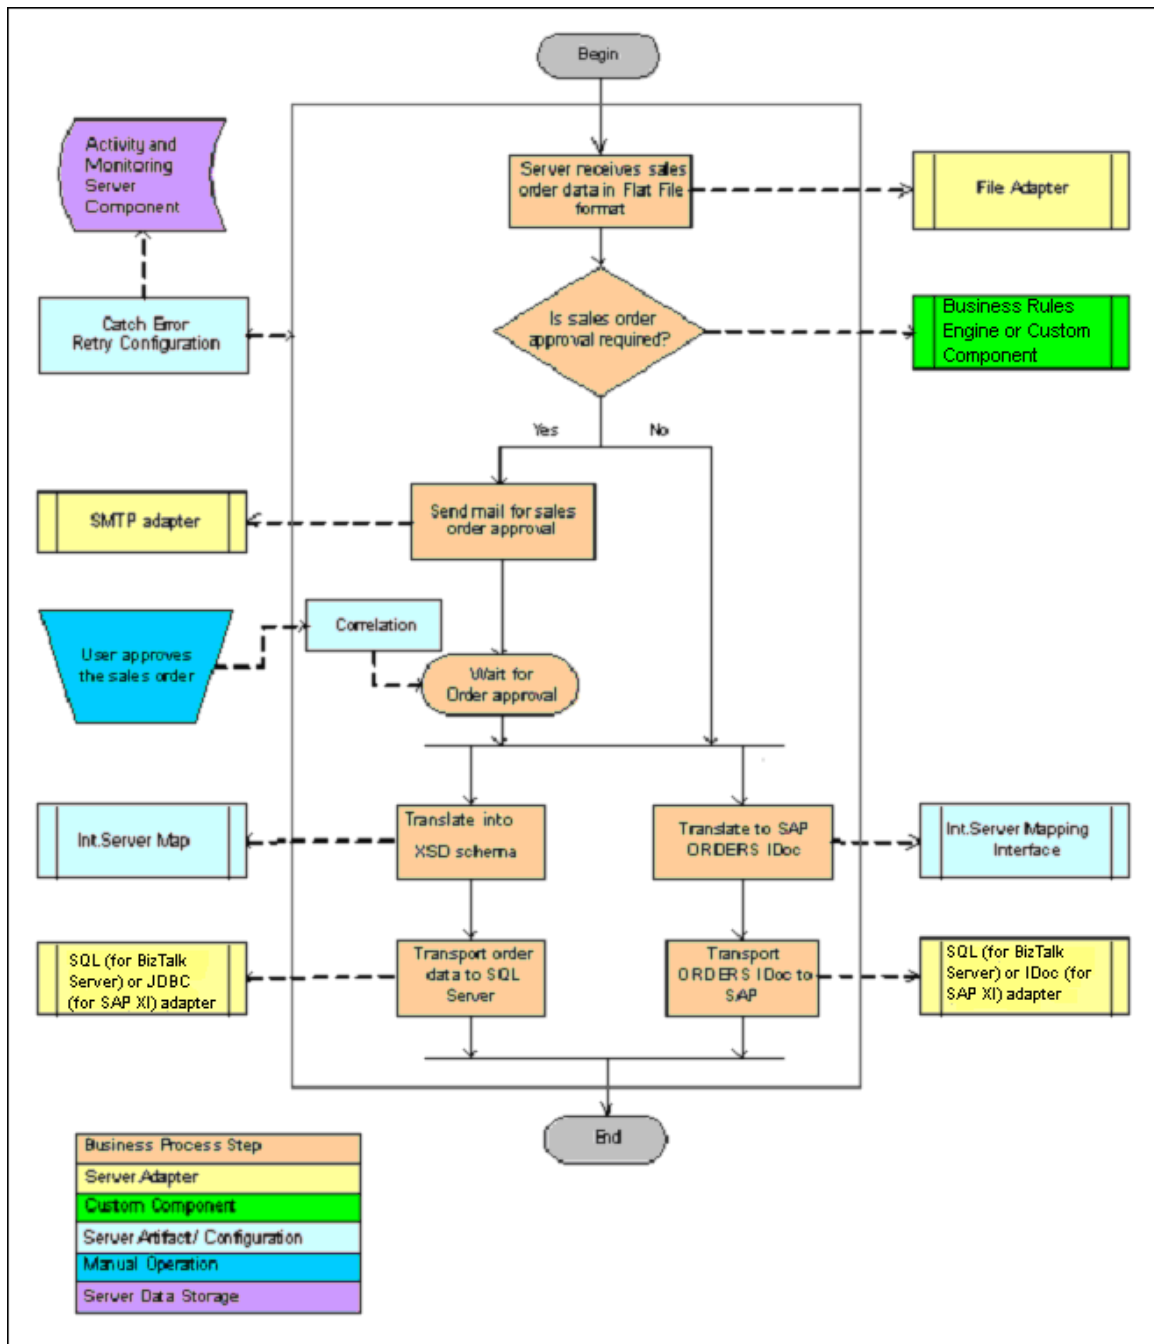 Begin
Activity and
Monitoring
Server
Component
Server receives sales
order data in Flat File
format
File Adapter
Catch Error
Retry Configuration
Is sales order
approval required?
Business Rules
Engine or Custom
Component
Yes
No
SMTP adapter
Send mail for sales
order approval
User approves
the sales order
Correlation
Wait for
Order approval
Int.Server Map
Translate into
XSD schema
Translate to SAP
ORDERS IDoc
Int.Server Mapping
Interface
SQL (for BizTalk
Server) or JDBC
(for SAP XI) adapter
Transport order
data to SQL
Server
Transport
ORDERS IDoc to
SAP
SQL (for BizTalk
Server) or IDoc (for
SAP XI) adapter
End
Business Process Step
Server Adapter
Custom Component
Server Artifact/ Configuration
Manual Operation
Server Data Storage